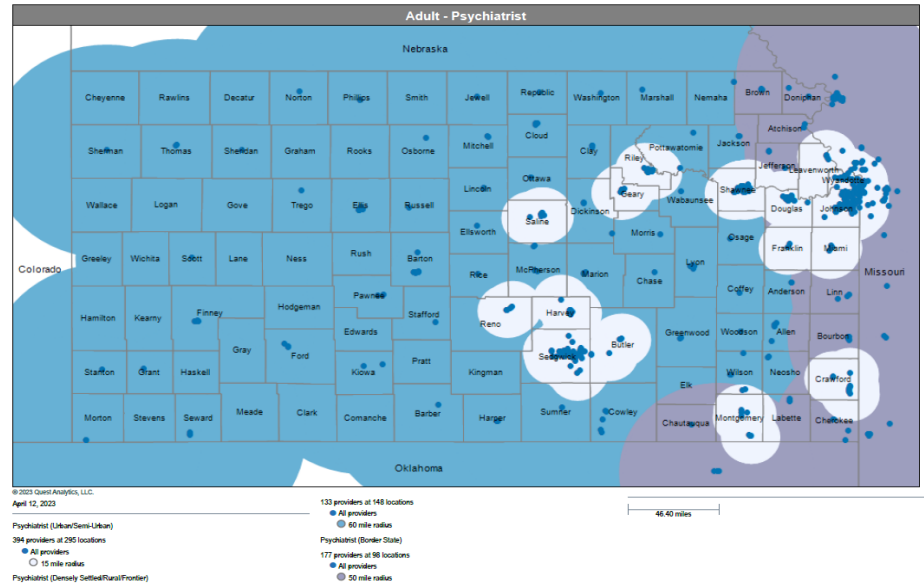 Adult - Psychiatrist
Nebraska
Cheyenne Rawlins Decatur Norton Phillips Smith Jewell Republic Washington Marshall Nemaha Brown Doniphan
Atchison
Sherman Thomas Sheridan Graham Rooks Osborne Mitchell Cloud Clay Riley Pottawatomie Jackson Jefferson Leavenworth
Wyandotte
Wallace Logan Gove Trego Ellis Russell Lincoln Ottawa Saline Dickinson Geary Wabaunsee Shawnee Douglas Johnson
Ellsworth Morris Osage Franklin Miami
Colorado Greeley Wichita Scott Lane Ness Rush Barton Rice McPherson Marion Chase Lyon Coffey Anderson Linn Missouri
Hamilton Kearny Finney Hodgeman Pawnee Stafford Reno Harvey
Gray Ford Edwards Sedgwick Butler Greenwood Woodson Allen Bourbon
Stanton Grant Haskell Kiowa Pratt Kingman Elk Wilson Neosho Crawford
Morton Stevens Seward Meade Clark Comanche Barber Harper Sumner Cowley Chautauqua Montgomery Labette Cherokee
Oklahoma
© 2023 Quest Analytics, LLC.
April 12, 2023
Psychiatrist (Urban/Semi-Urban)
394 providers at 295 locations
All providers
15 mile radius
Psychiatrist (Densely Settled/Rural/Frontier)
133 providers at 148 locations
All providers
60 mile radius
Psychiatrist (Border State)
177 providers at 98 locations
All providers
50 mile radius
46.40 miles